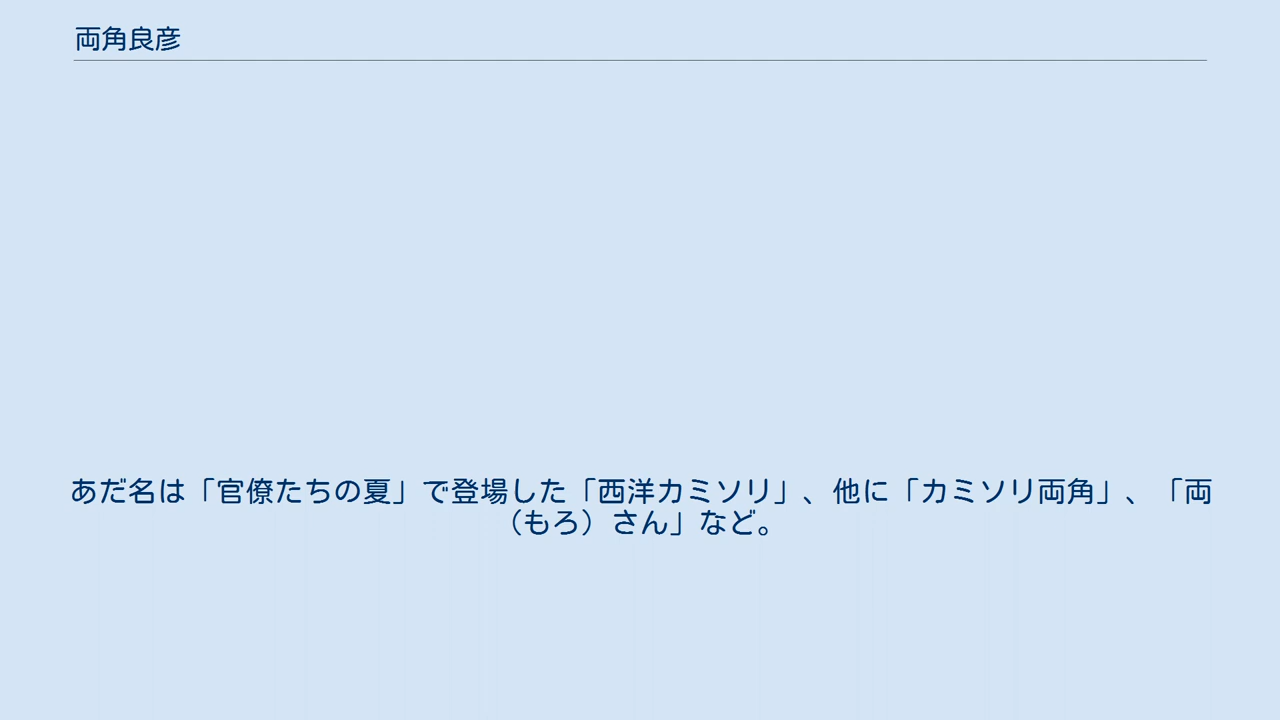 両角良彦
あだ名は「官僚たちの夏」で登場した「西洋カミソリ」、他に「カミソリ両角」、「両
（もろ）さん」など。